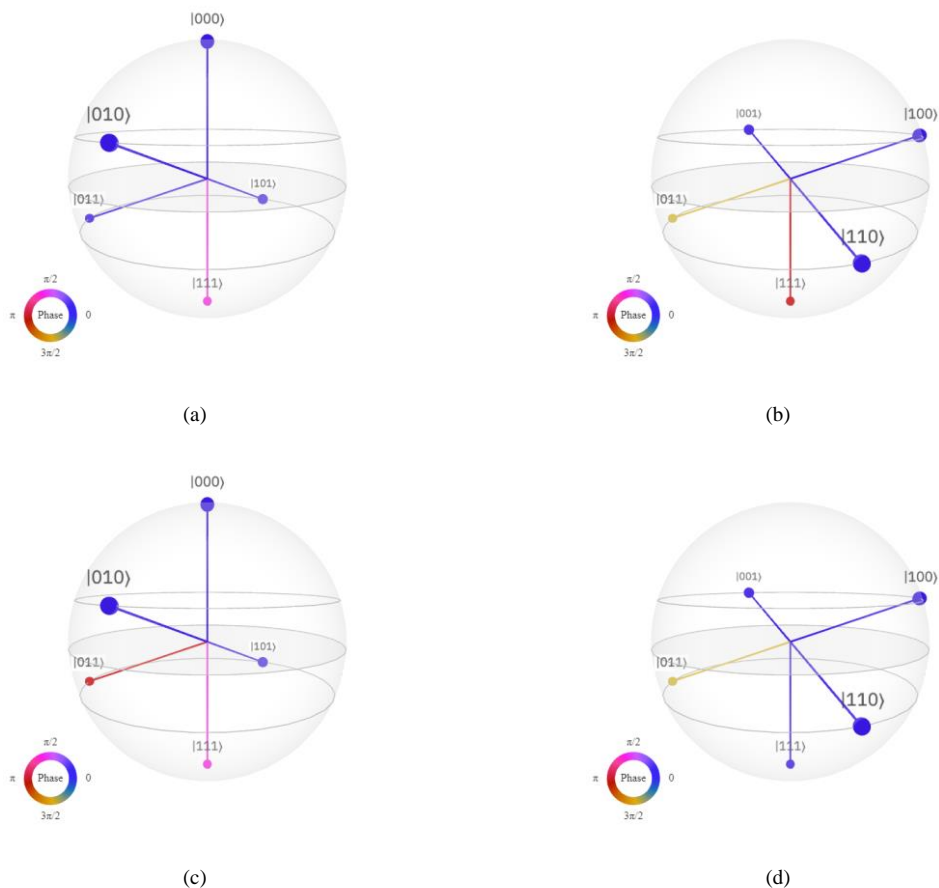 |000⟩
|010⟩
|011⟩
|101⟩
|111⟩
π/2
π Phase 0
3π/2
(a)
|001⟩
|100⟩
|011⟩
|110⟩
|111⟩
π/2
π Phase 0
3π/2
(b)
|000⟩
|010⟩
|011⟩
|101⟩
|111⟩
π/2
π Phase 0
3π/2
(c)
|001⟩
|100⟩
|011⟩
|110⟩
|111⟩
π/2
π Phase 0
3π/2
(d)